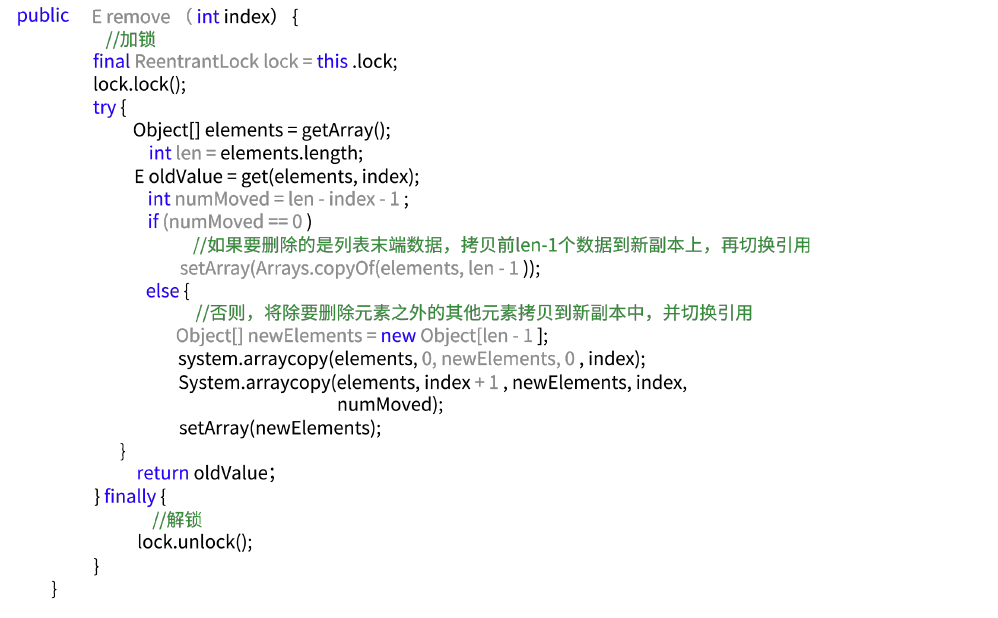 public E remove （int index）{
//加锁
final ReentrantLock lock = this .lock;
lock.lock();
try {
Object[] elements = getArray();
int len = elements.length;
E oldValue = get(elements, index);
int numMoved = len - index - 1 ;
if (numMoved == 0 )
//如果要删除的是列表末端数据，拷贝前len-1个数据到新副本上，再切换引用
setArray(Arrays.copyOf(elements, len - 1 ));
else {
//否则，将除要删除元素之外的其他元素拷贝到新副本中，并切换引用
Object[] newElements = new Object[len - 1 ];
system.arraycopy(elements, 0, newElements, 0 , index);
System.arraycopy(elements, index + 1 , newElements, index,
numMoved);
setArray(newElements);
}
return oldValue；
} finally {
//解锁
lock.unlock();
}
}